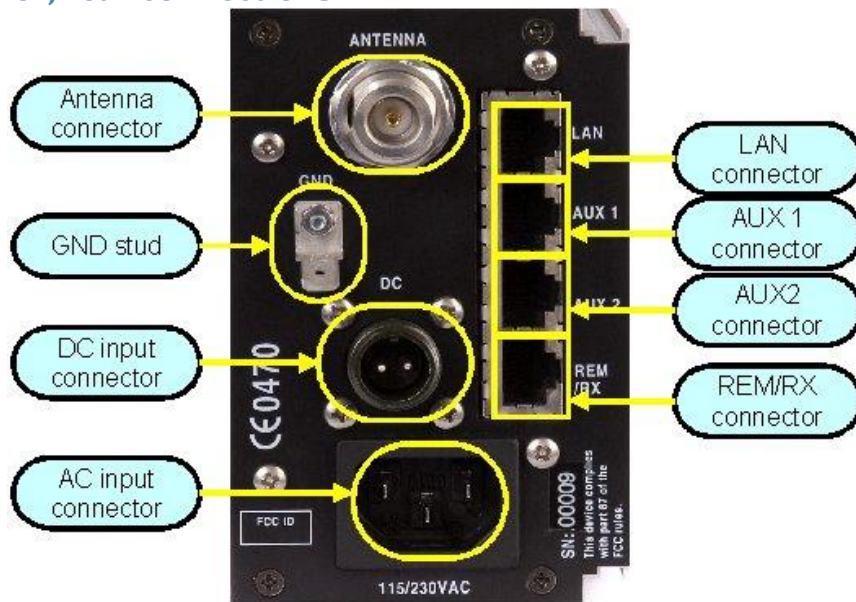 ANTENNA
Antenna
connector
LAN
LAN
connector
GND
AUX 1
AUX 1
connector
GND stud
DC
AUX 2
AUX2
connector
DC input
connector
REM
/RX
REM/RX
connector
CE0470
AC input
connector
FCC ID
SN: 00009
This device complies
with part 87 of the
FCC rules.
115/230VAC